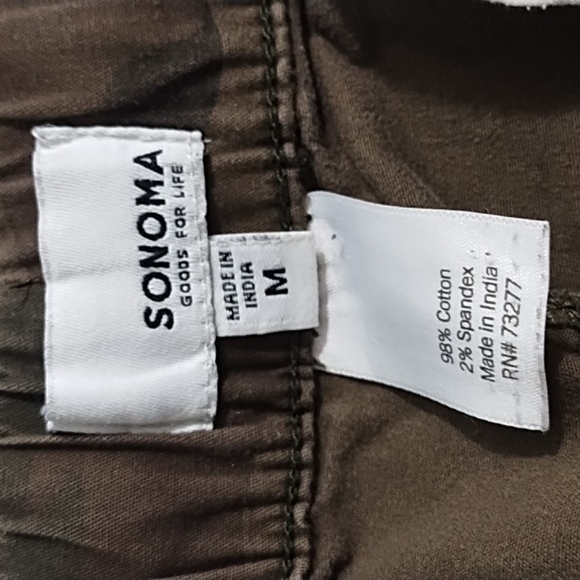 SONOMA
GOODS FOR LIFE
MADE IN
INDIA
M
98% Cotton
2% Spandex
Made In India
RN# 73277